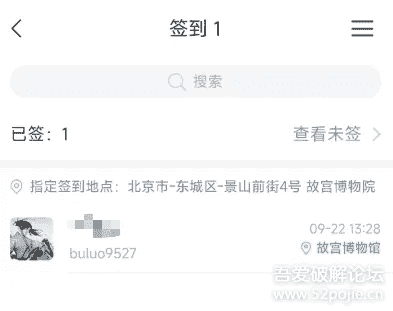 签到 1
搜索
已签：1
查看未签
指定签到地点：北京市-东城区-景山前街4号 故宫博物院
09-22 13:28
buluo9527
故宫博物馆
吾爱破解论坛
www.52pojie.cn